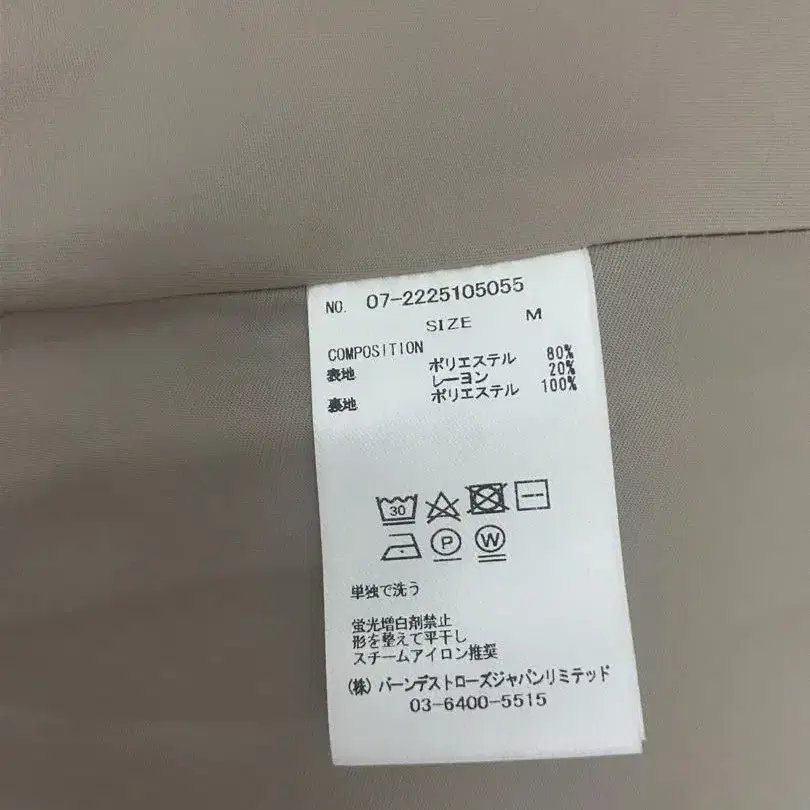 NO. 07-2225105055
SIZE M
COMPOSITION
表地 ポリエステル 80%
レーヨン 20%
裏地 ポリエステル 100%
30
P W
単独で洗う
蛍光増白剤禁止
形を整えて平干し
スチームアイロン推奨
(株) バーンデストローズジャパンリミテッド
03-6400-5515